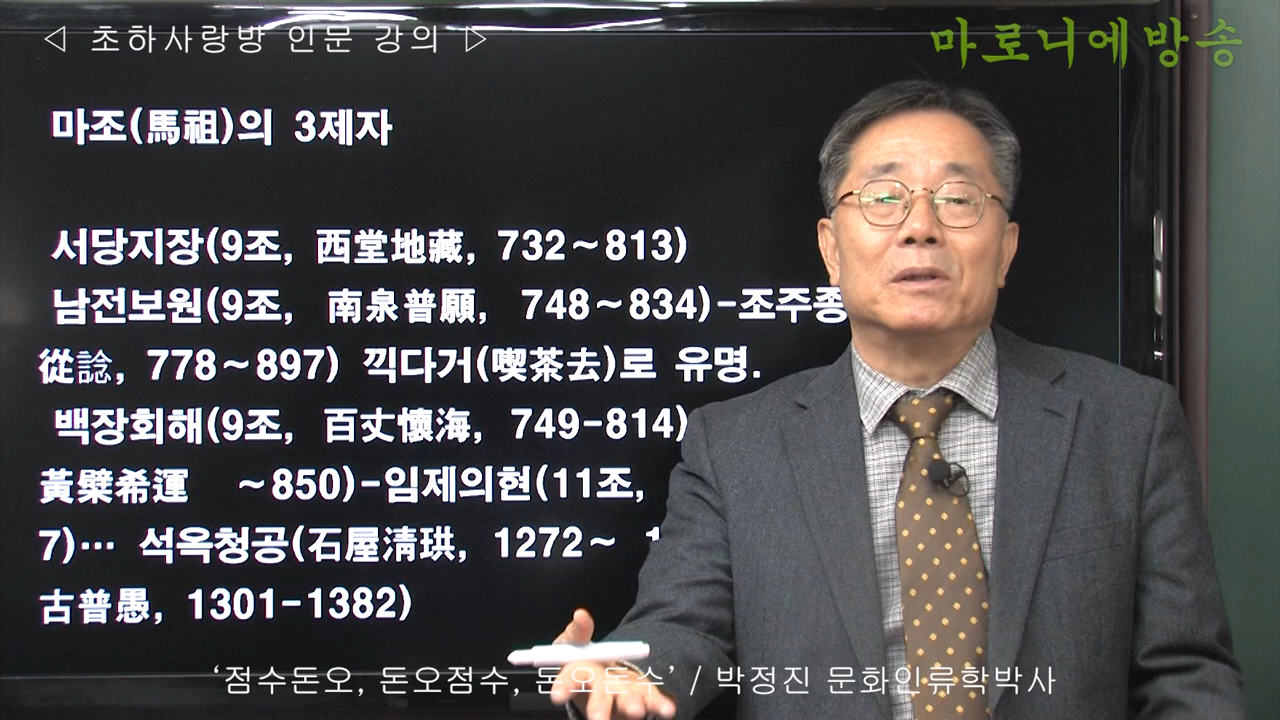 ◁ 초하사랑방 인문 강의 ▷
마로니에방송
마조(馬祖)의 3제자
서당지장(9조, 西堂地藏, 732~813)
남전보원(9조, 南泉普願, 748~834)-조주종
從諗, 778~897) 끽다거(喫茶去)로 유명.
백장회해(9조, 百丈懷海, 749-814)
黃檗希運 ~850)-임제의현(11조,
7)… 석옥청공(石屋淸珙, 1272~ 1
古普愚, 1301-1382)
‘점수돈오, 돈오점수, 돈오돈수’ / 박정진 문화인류학박사